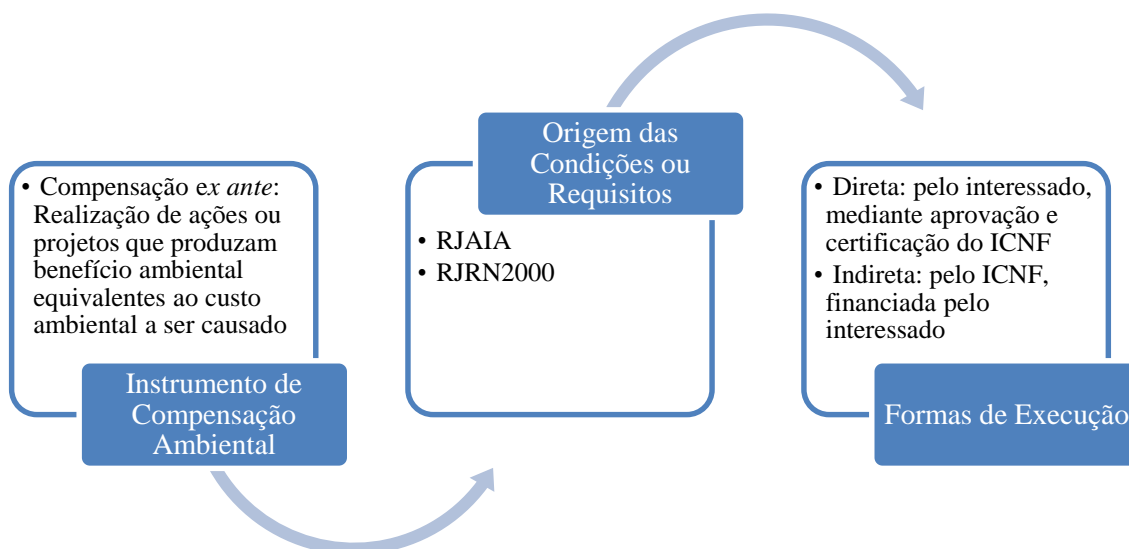 • Compensação ex ante:
Realização de ações ou
projetos que produzam
benefício ambiental
equivalentes ao custo
ambiental a ser causado
Instrumento de
Compensação
Ambiental
Origem das
Condições ou
Requisitos
• RJAIA
• RJRN2000
• Direta: pelo interessado,
mediante aprovação e
certificação do ICNF
• Indireta: pelo ICNF,
financiada pelo
interessado
Formas de Execução